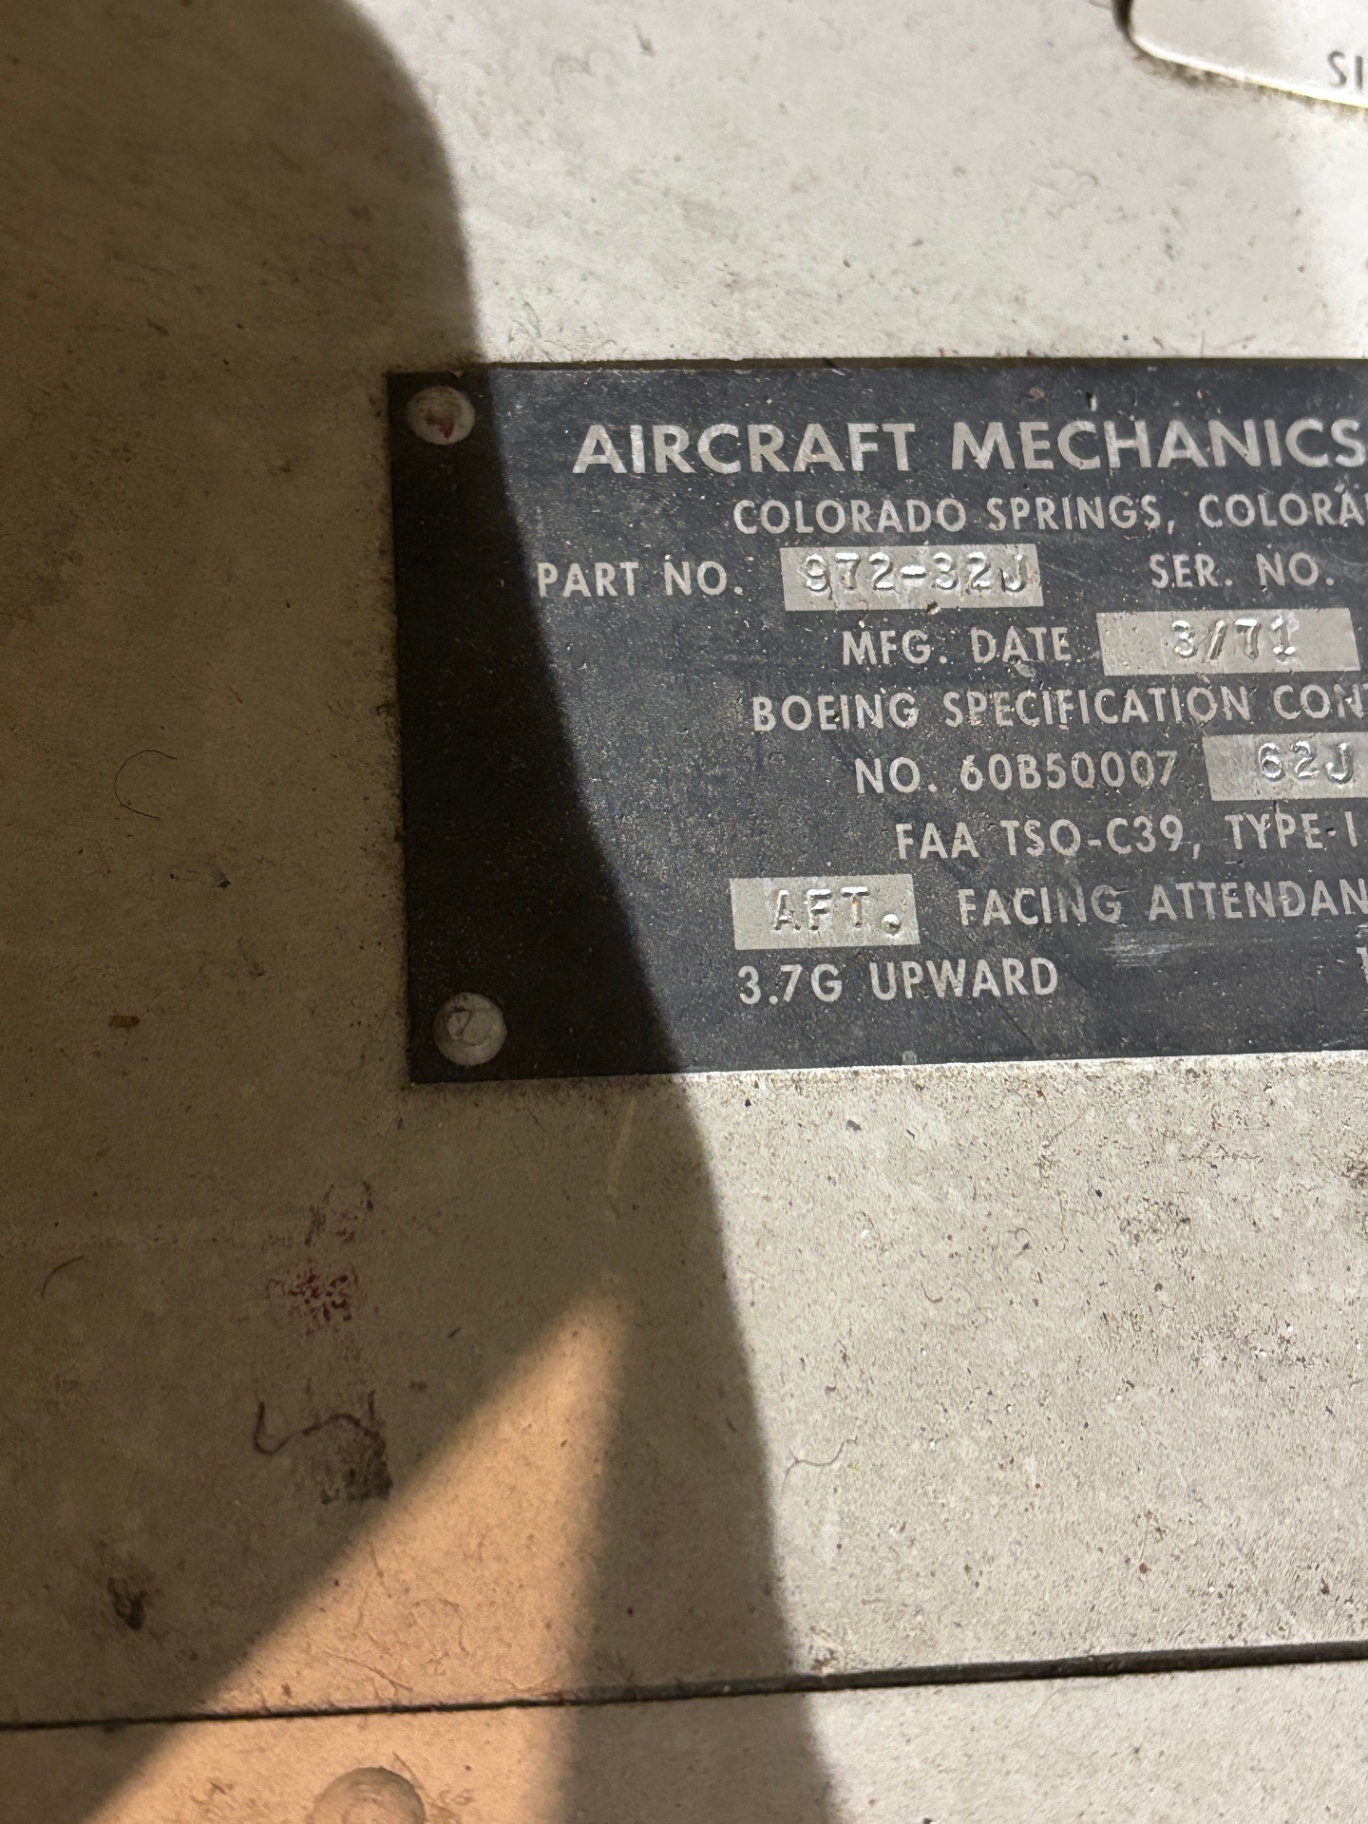 SI
AIRCRAFT MECHANICS
COLORADO SPRINGS, COLORA
PART NO. 972-32J SER. NO.
MFG. DATE 3/71
BOEING SPECIFICATION CON
NO. 60B50007 62J
FAA TSO-C39, TYPE-I
AFT. FACING ATTENDAN
3.7G UPWARD